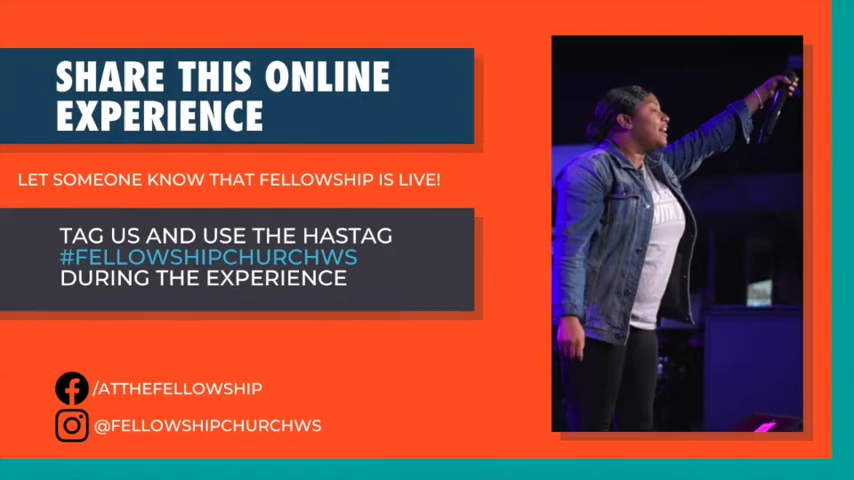 SHARE THIS ONLINE
EXPERIENCE
LET SOMEONE KNOW THAT FELLOWSHIP IS LIVE!
TAG US AND USE THE HASTAG
#FELLOWSHIPCHURCHWS
DURING THE EXPERIENCE
/ATTHEFELLOWSHIP
@FELLOWSHIPCHURCHWS